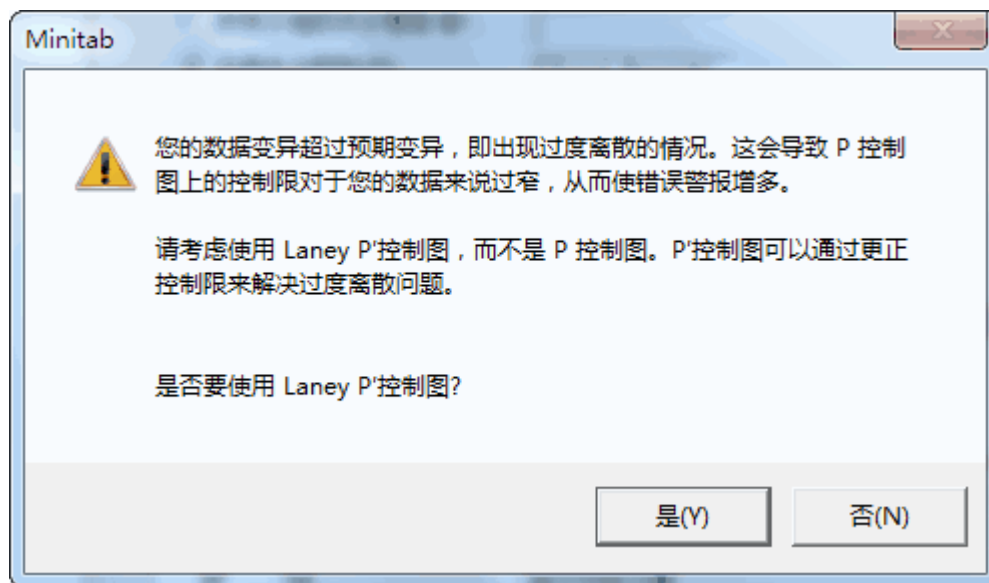 Minitab
您的数据变异超过预期变异，即出现过度离散的情况。这会导致 P 控制
图上的控制限对于您的数据来说过窄，从而使错误警报增多。
请考虑使用 Laney P'控制图，而不是 P 控制图。P'控制图可以通过更正
控制限来解决过度离散问题。
是否要使用 Laney P'控制图?
是(Y)
否(N)